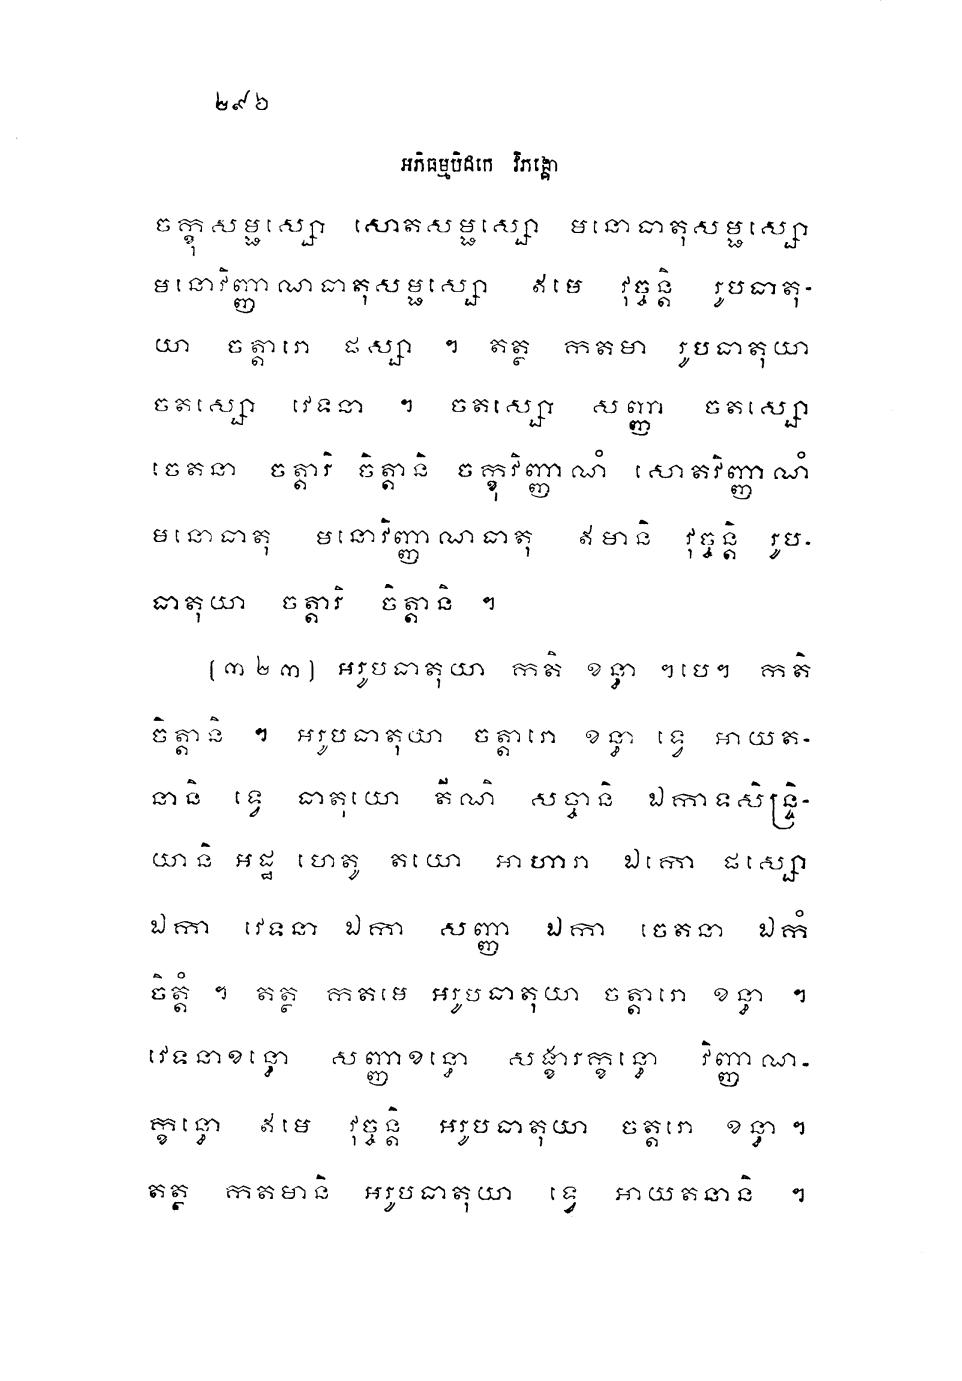 ២៩៦
អភិធម្មបិដកេ វិភង្គោ
ចក្ខុសម្ផស្សោ សោតសម្ផស្សោ មនោធាតុសម្ផស្សោ
មនោវិញ្ញាណធាតុសម្ផស្សោ ឥមេ វុច្ចន្តិ រូបធាតុ-
យា ចត្តារោ ផស្សា ។ តត្ថ កតមា រូបធាតុយា
ចតស្សោ វេទនា ។ ចតស្សោ សញ្ញា ចតស្សោ
ចេតនា ចត្តារិ ចិត្តានិ ចក្ខុវិញ្ញាណំ សោតវិញ្ញាណំ
មនោធាតុ មនោវិញ្ញាណធាតុ ឥមានិ វុច្ចន្តិ រូប-
ធាតុយា ចត្តារិ ចិត្តានិ ។
(៣២៣) អរូបធាតុយា កតិ ខន្ធា ។បេ។ កតិ
ចិត្តានិ ។ អរូបធាតុយា ចត្តារោ ខន្ធា ទ្វេ អាយត-
នានិ ទ្វេ ធាតុយោ តីណិ សច្ចានិ ឯកាទសិន្ទ្រិ-
យានិ អដ្ឋ ហេតូ តយោ អាហារា ឯកោ ផស្សោ
ឯកា វេទនា ឯកា សញ្ញា ឯកា ចេតនា ឯកំ
ចិត្តំ ។ តត្ថ កតមេ អរូបធាតុយា ចត្តារោ ខន្ធា ។
វេទនាខន្ធោ សញ្ញាខន្ធោ សង្ខារក្ខន្ធោ វិញ្ញាណ-
ក្ខន្ធោ ឥមេ វុច្ចន្តិ អរូបធាតុយា ចត្តរោ ខន្ធា ។
តត្ថ កតមានិ អរូបធាតុយា ទ្វេ អាយតនានិ ។